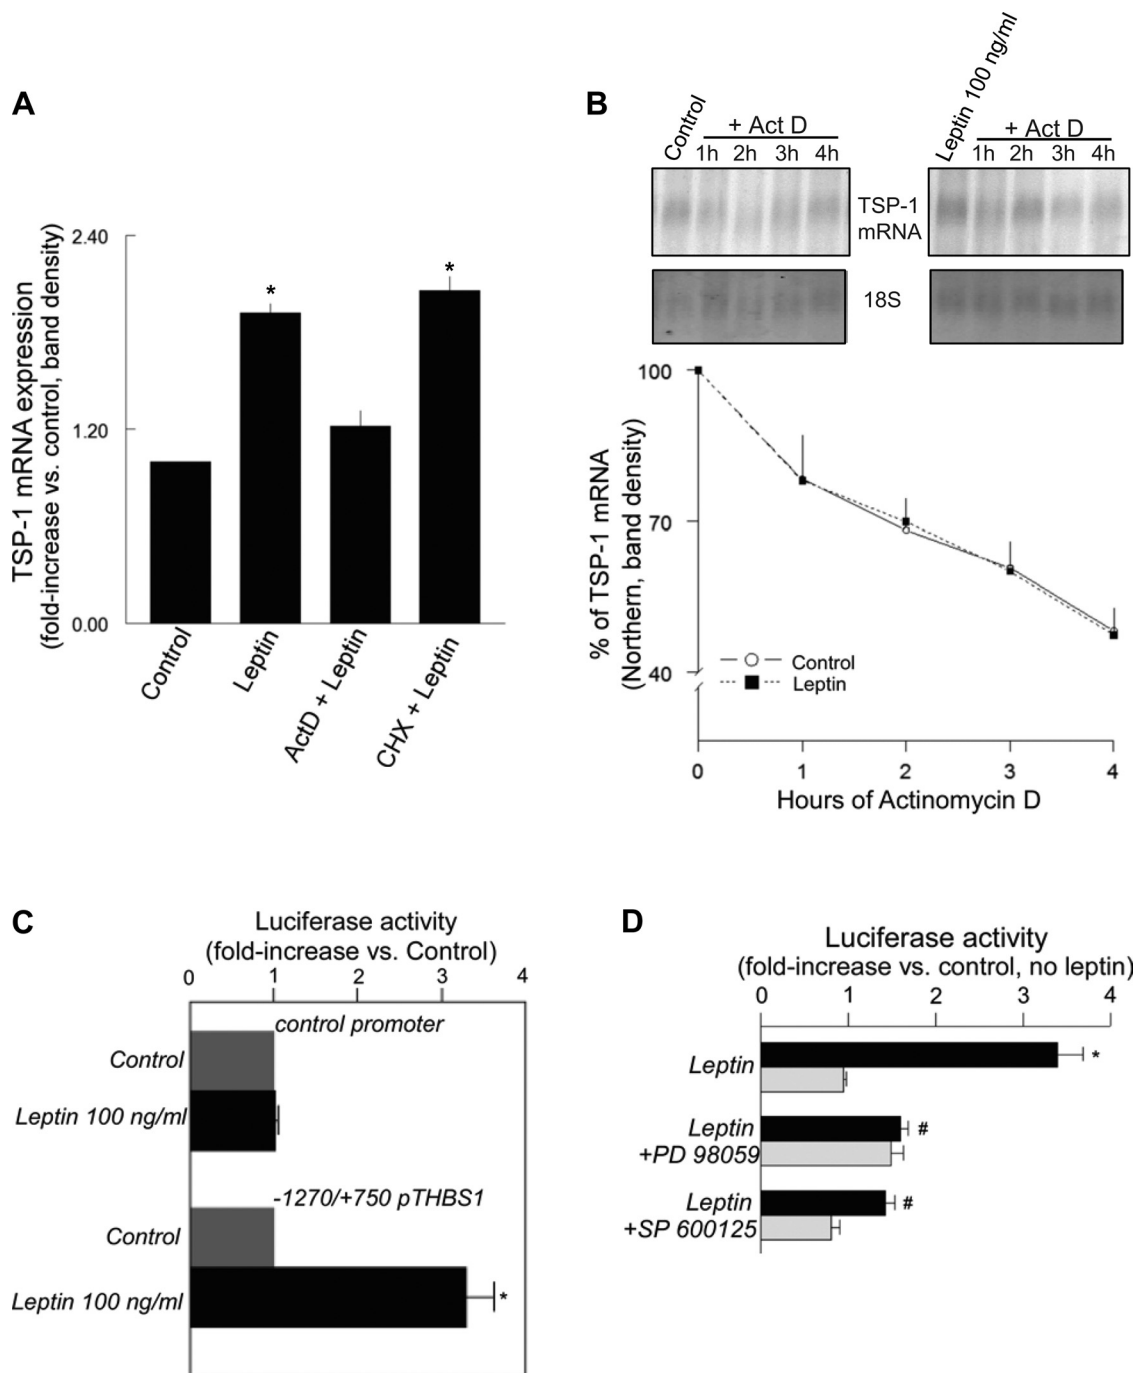 A
TSP-1 mRNA expression
(fold-increase vs. control, band density)
2.40
1.20
0.00
*
*
Control
Leptin
ActD + Leptin
CHX + Leptin
B
Control
+ Act D
1h 2h 3h 4h
Leptin 100 ng/ml
+ Act D
1h 2h 3h 4h
TSP-1
mRNA
18S
% of TSP-1 mRNA
(Northern, band density)
100
70
40
Control
Leptin
0 1 2 3 4
Hours of Actinomycin D
C
Luciferase activity
(fold-increase vs. Control)
0 1 2 3 4
control promoter
Control
Leptin 100 ng/ml
-1270/+750 pTHBS1
Control
Leptin 100 ng/ml
*
D
Luciferase activity
(fold-increase vs. control, no leptin)
0 1 2 3 4
Leptin
*
Leptin
+PD 98059
#
Leptin
+SP 600125
#